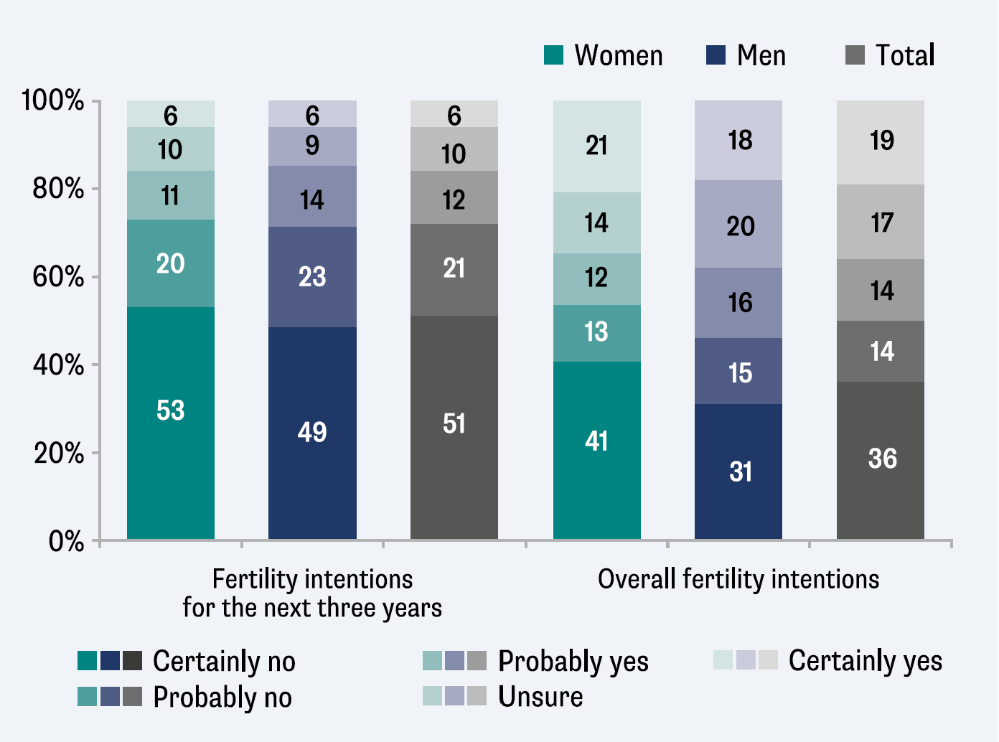 Women Men Total
100%
80%
60%
40%
20%
0%
6 6 6 21 18 19
10 9 10 14 20 17
11 14 12 12 16 14
20 23 21 13 15 14
53 49 51 41 31 36
Fertility intentions
for the next three years
Overall fertility intentions
Certainly no Probably yes Certainly yes
Probably no Unsure